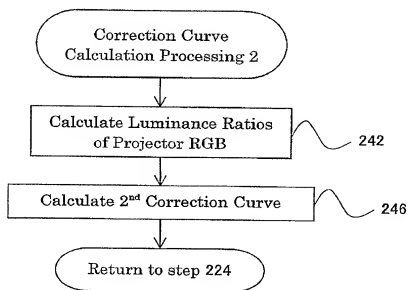 Correction Curve
Calculation Processing 2
Calculate Luminance Ratios
of Projector RGB
242
Calculate 2nd Correction Curve
246
Return to step 224